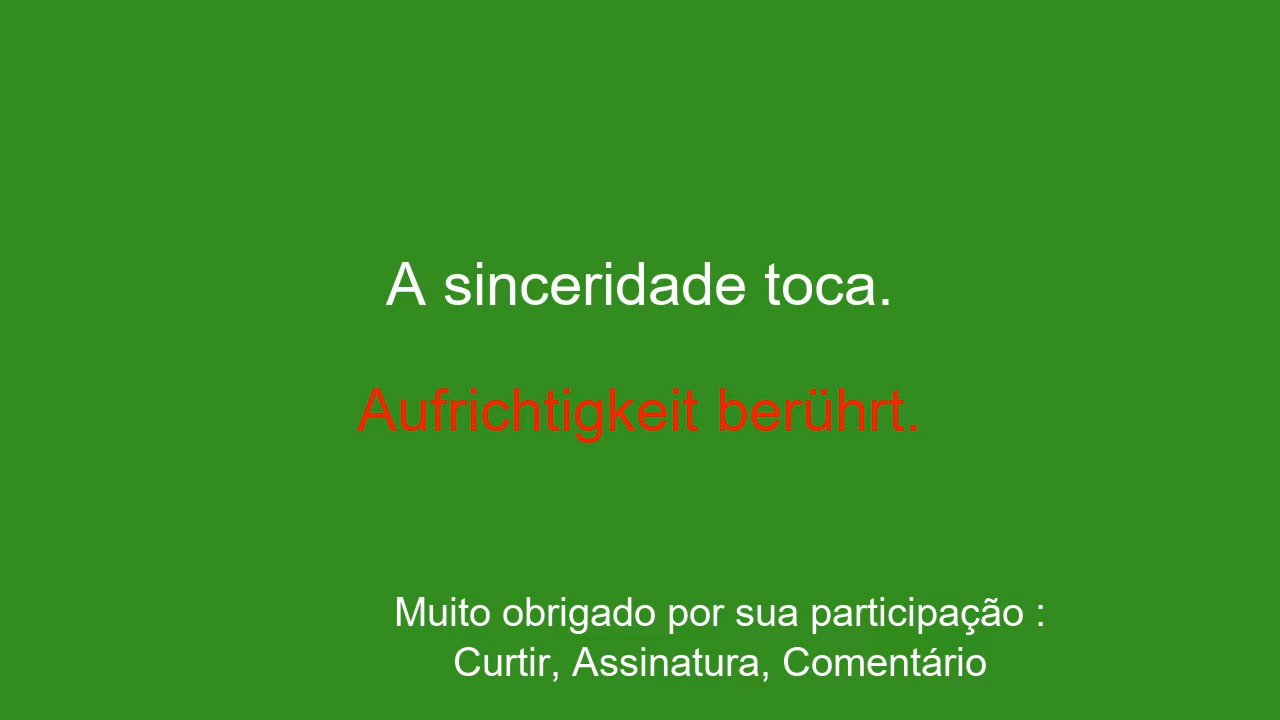 A sinceridade toca.
Aufrichtigkeit berührt.
Muito obrigado por sua participação :
Curtir, Assinatura, Comentário